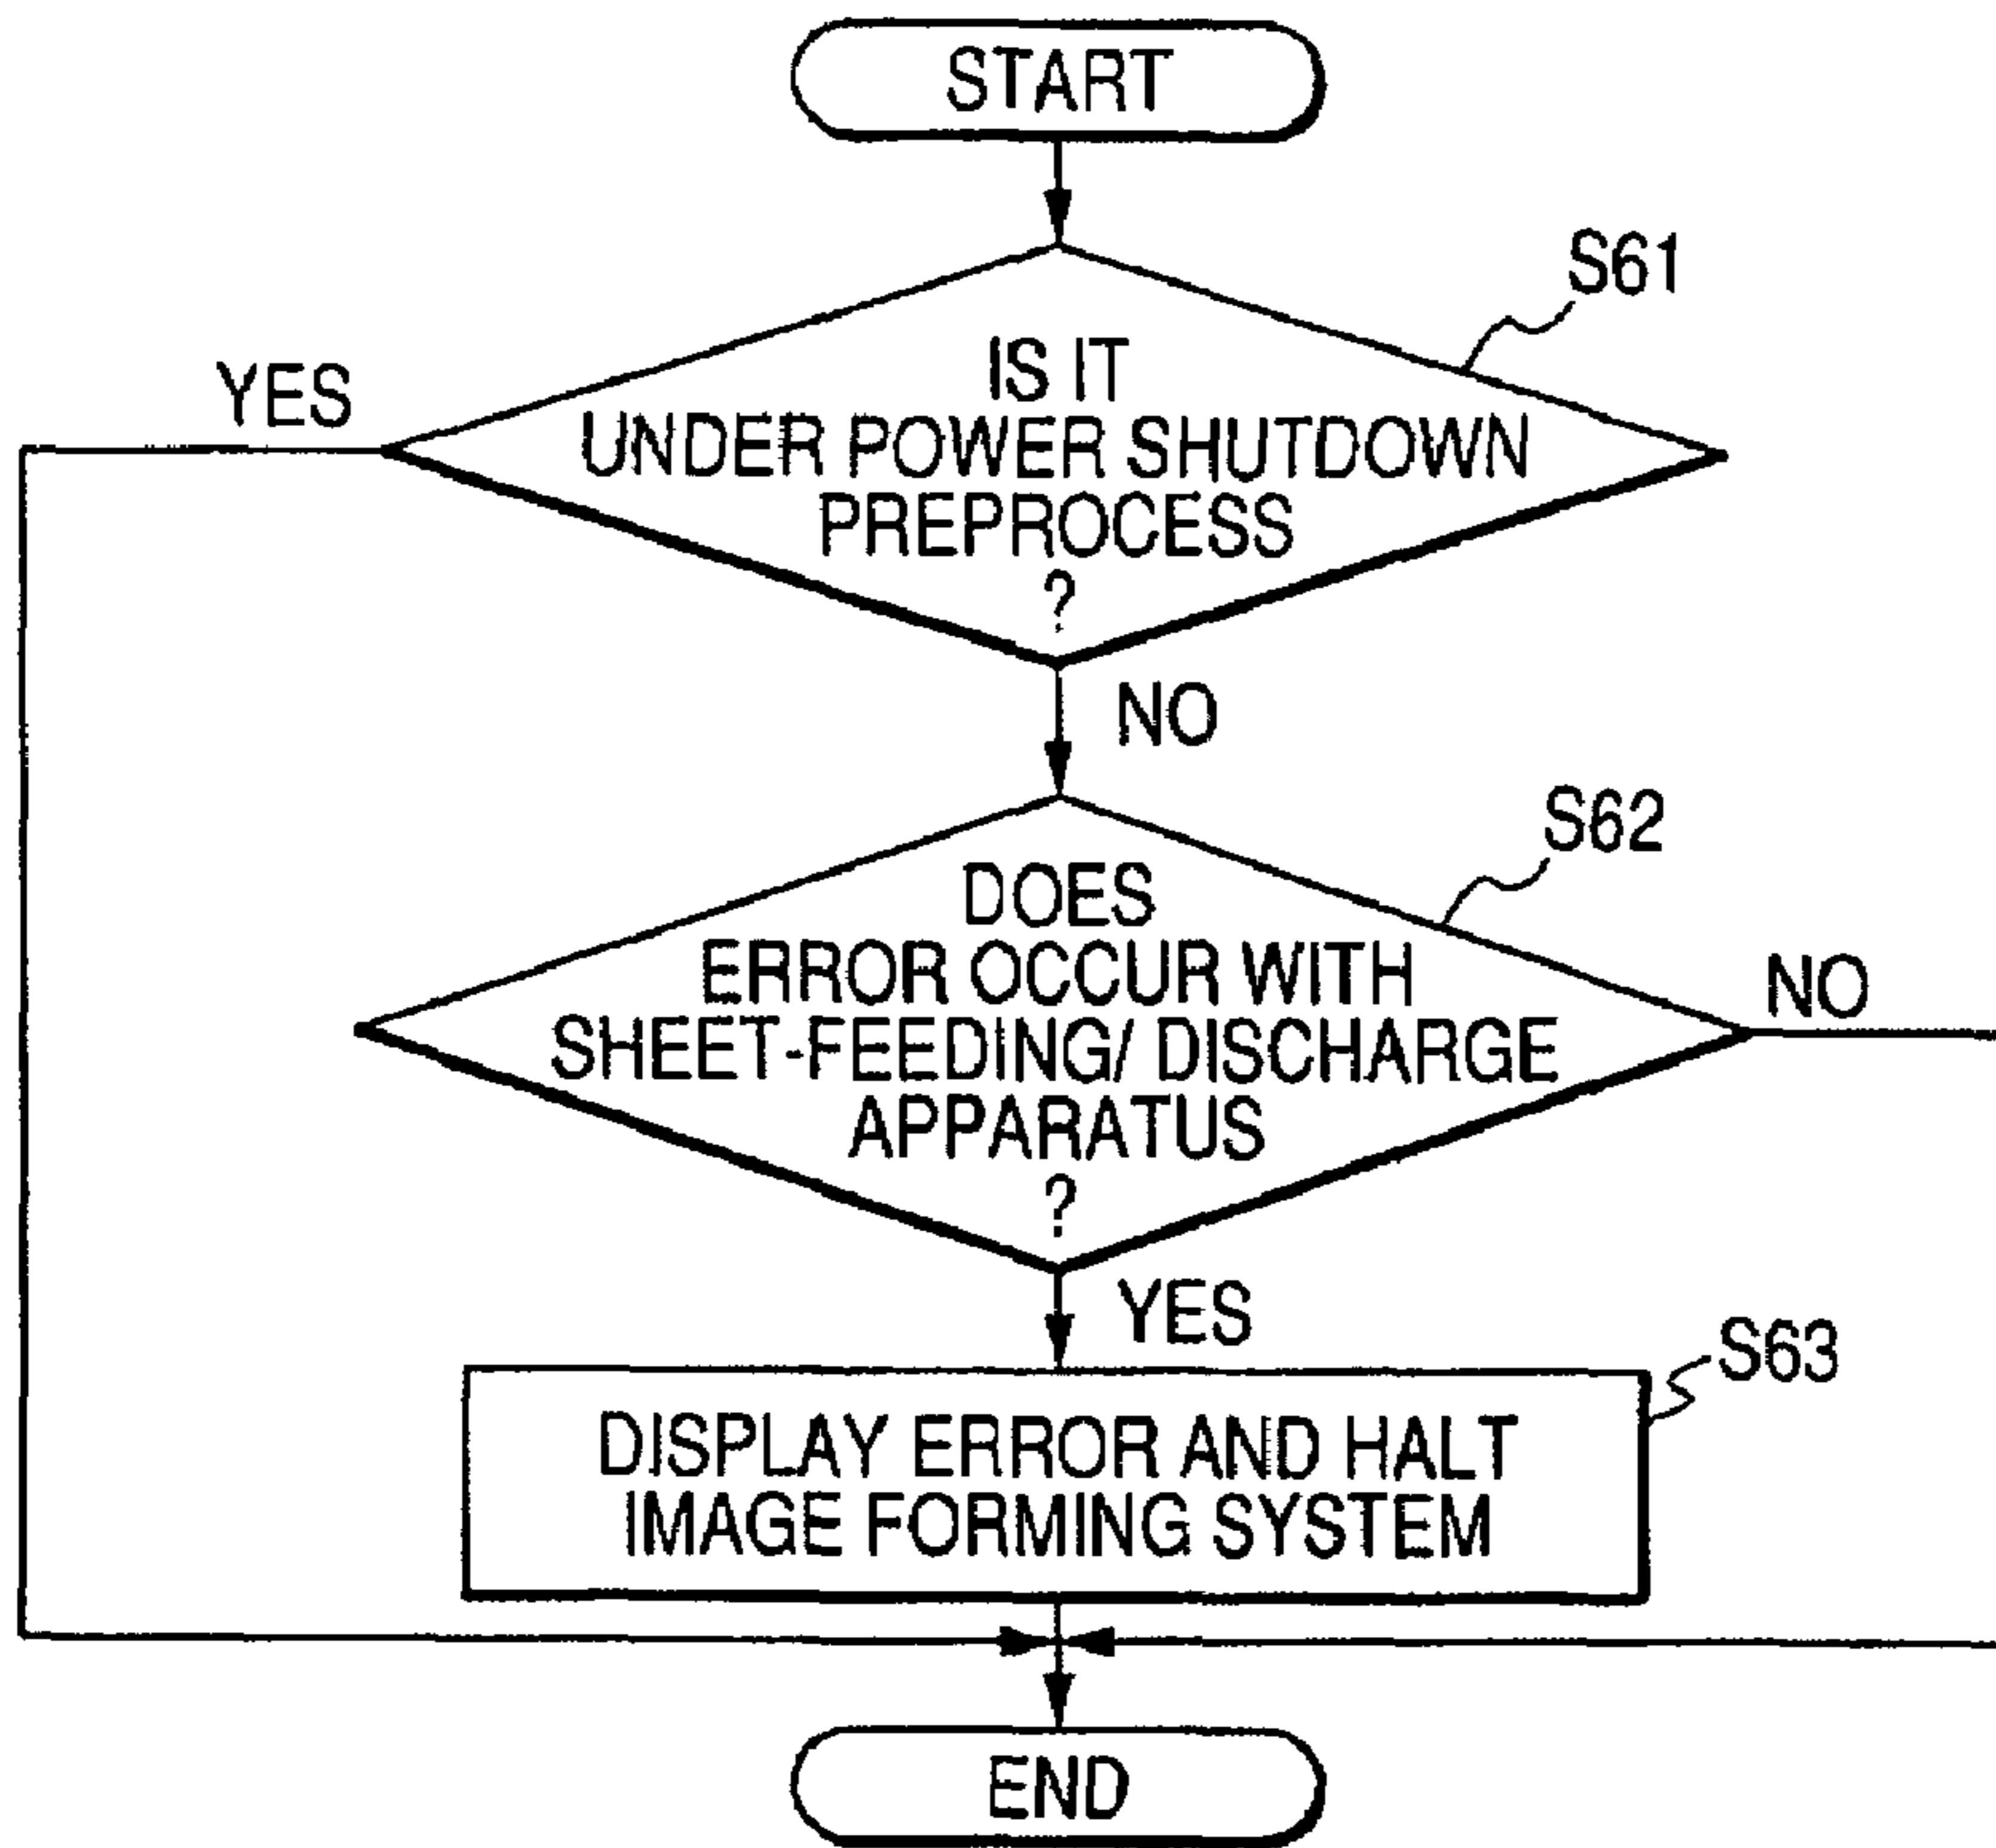 START
S61
IS IT
UNDER POWER SHUTDOWN
PREPROCESS
?
YES
NO
S62
DOES
ERROR OCCUR WITH
SHEET-FEEDING/ DISCHARGE
APPARATUS
?
NO
YES
S63
DISPLAY ERROR AND HALT
IMAGE FORMING SYSTEM
END